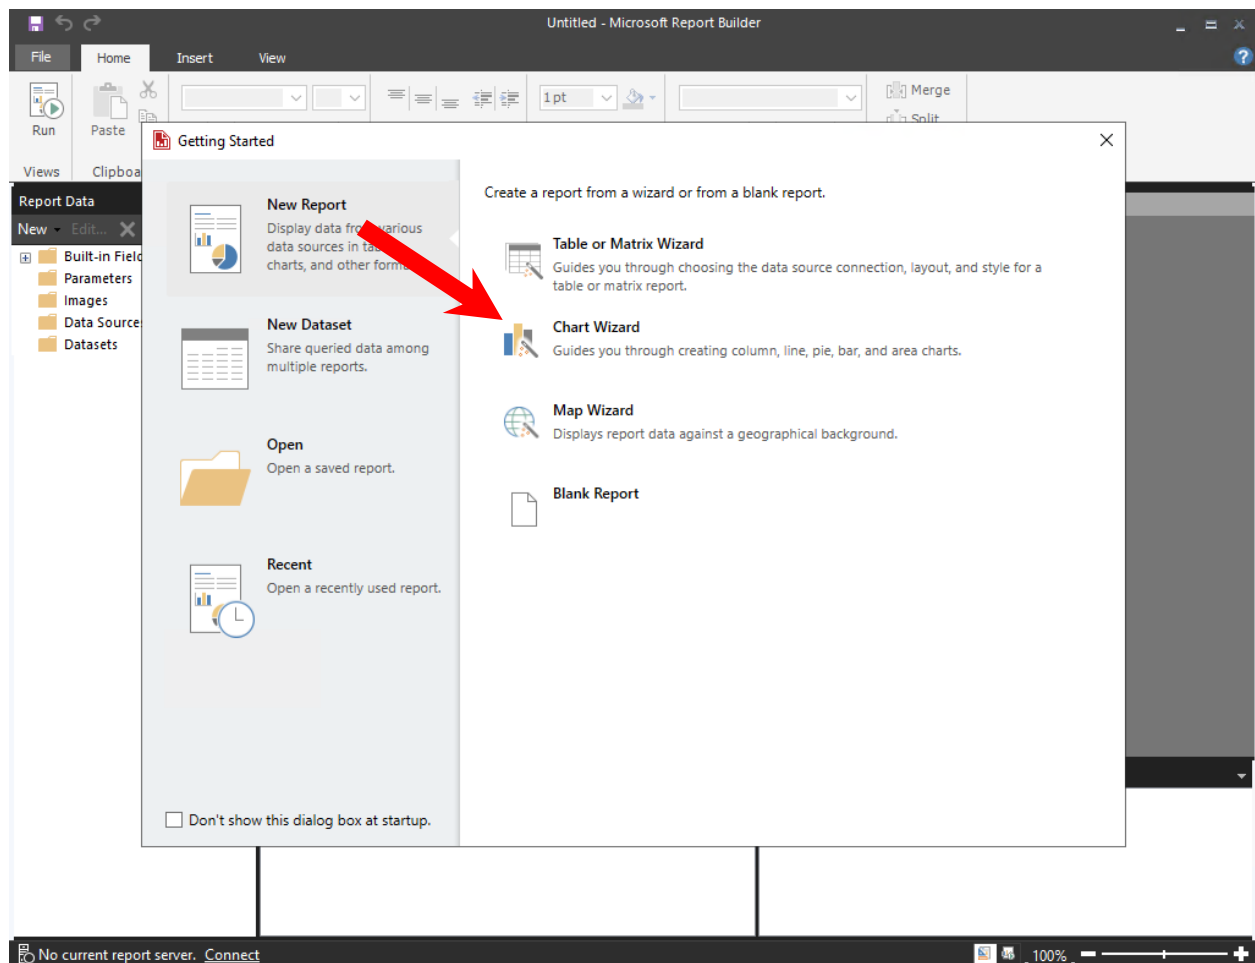 Untitled - Microsoft Report Builder
File Home Insert View
1 pt
Merge
Split
Run Paste
Views Clipboa
Getting Started
Report Data
New Edit...
Built-in Field
Parameters
Images
Data Source
Datasets
New Report
Display data from various
data sources in
charts, and other
New Dataset
Share queried data among
multiple reports.
Open
Open a saved report.
Recent
Open a recently used report.
Don't show this dialog box at startup.
Create a report from a wizard or from a blank report.
Table or Matrix Wizard
Guides you through choosing the data source connection, layout, and style for a
table or matrix report.
Chart Wizard
Guides you through creating column, line, pie, bar, and area charts.
Map Wizard
Displays report data against a geographical background.
Blank Report
No current report server. Connect
100%